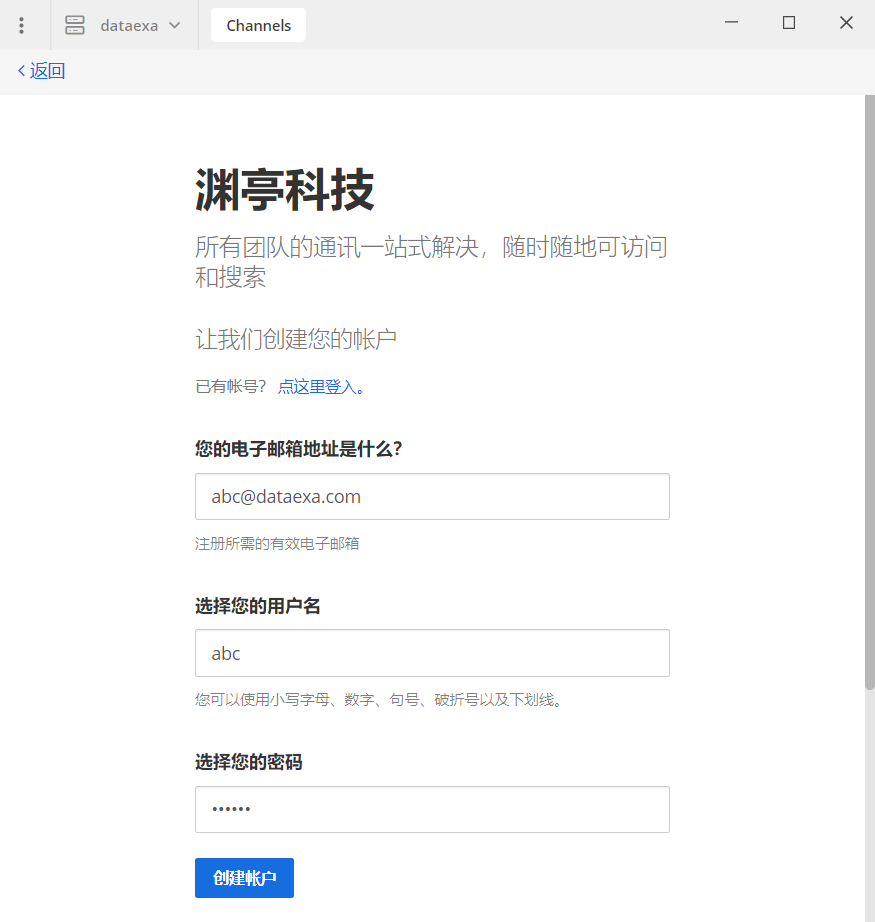 dataexa
Channels
返回
渊亭科技
所有团队的通讯一站式解决，随时随地可访问
和搜索
让我们创建您的帐户
已有帐号？ 点这里登入。
您的电子邮箱地址是什么？
abc@dataexa.com
注册所需的有效电子邮箱
选择您的用户名
abc
您可以使用小写字母、数字、句号、破折号以及下划线。
选择您的密码
••••••
创建帐户